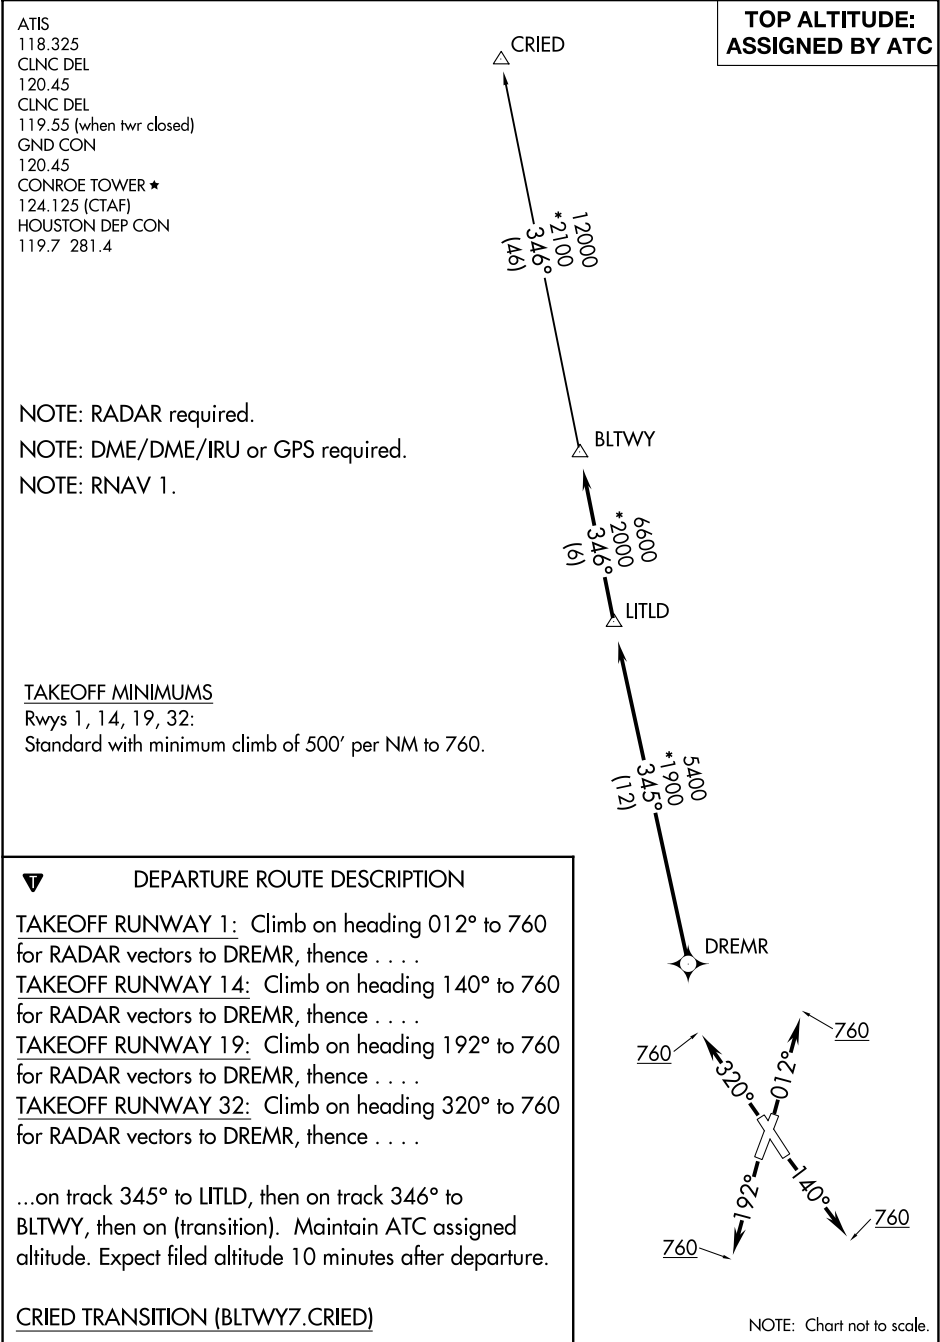 ATIS
118.325
CLNC DEL
120.45
CLNC DEL
119.55 (when twr closed)
GND CON
120.45
CONROE TOWER ★
124.125 (CTAF)
HOUSTON DEP CON
119.7 281.4
TOP ALTITUDE:
ASSIGNED BY ATC
CRIED
12000
*2100
346°
(46)
NOTE: RADAR required.
NOTE: DME/DME/IRU or GPS required.
NOTE: RNAV 1.
BLTWY
6600
*2000
346°
(6)
LITLD
TAKEOFF MINIMUMS
Rwys 1, 14, 19, 32:
Standard with minimum climb of 500' per NM to 760.
5400
*1900
345°
(12)
DREMR
T
DEPARTURE ROUTE DESCRIPTION
TAKEOFF RUNWAY 1: Climb on heading 012° to 760
for RADAR vectors to DREMR, thence . . . .
TAKEOFF RUNWAY 14: Climb on heading 140° to 760
for RADAR vectors to DREMR, thence . . . .
TAKEOFF RUNWAY 19: Climb on heading 192° to 760
for RADAR vectors to DREMR, thence . . . .
TAKEOFF RUNWAY 32: Climb on heading 320° to 760
for RADAR vectors to DREMR, thence . . . .
...on track 345° to LITLD, then on track 346° to
BLTWY, then on (transition). Maintain ATC assigned
altitude. Expect filed altitude 10 minutes after departure.
CRIED TRANSITION (BLTWY7.CRIED)
760
760
320°
012°
192°
140°
760
760
NOTE: Chart not to scale.